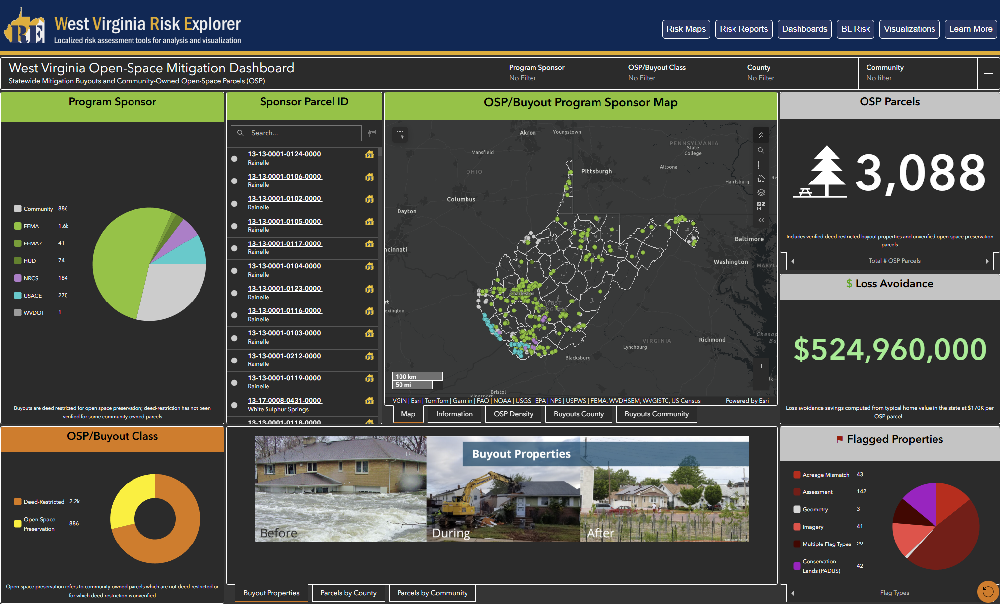 West Virginia Risk Explorer
Localized risk assessment tools for analysis and visualization
Risk Maps
Risk Reports
Dashboards
BL Risk
Visualizations
Learn More
West Virginia Open-Space Mitigation Dashboard
Statewide Mitigation Buyouts and Community-Owned Open-Space Parcels (OSP)
Program Sponsor
No Filter
OSP/Buyout Class
No Filter
County
No Filter
Community
No filter
Program Sponsor
Community 886
FEMA 1.6k
FEMA? 41
HUD 74
NRCS 184
USACE 270
WVDOT 1
Buyouts are deed restricted for open space preservation; deed-restriction has not been
verified for some community-owned parcels
Sponsor Parcel ID
Search...
13-13-0001-0124-0000
Rainelle
13-13-0001-0106-0000
Rainelle
13-13-0001-0102-0000
Rainelle
13-13-0001-0105-0000
Rainelle
13-13-0001-0117-0000
Rainelle
13-13-0001-0104-0000
Rainelle
13-13-0001-0123-0000
Rainelle
13-13-0001-0116-0000
Rainelle
13-13-0001-0103-0000
Rainelle
13-13-0001-0212-0000
Rainelle
13-13-0001-0119-0000
Rainelle
13-17-0008-0431-0000
White Sulphur Springs
13-13-0001-0118-0000
OSP/Buyout Program Sponsor Map
Akron
Youngstown
PENNSYLVANIA
State
College
Mansfield
OHIO
Pittsburgh
Altoona
Harrisburg
Re
Columbus
Dayton
Baltimore
ncinnati
Washington
MARYL
Charleston
WEST
VIRGINIA
rt
exington
VIRGINIA
Richmond
Chesap
Ba
Lynchburg
Blacksburg
lk
100 km
50 mi
Bristol
Kingsport
VGIN | Esri | TomTom | Garmin | FAO | NOAA | USGS | EPA | NPS | USFWS | FEMA, WVDHSEM, WVGISTC, US Census
Powered by Esri
Map
Information
OSP Density
Buyouts County
Buyouts Community
OSP Parcels
3,088
Includes verified deed-restricted buyout properties and unverified open-space preservation
parcels
Total # OSP Parcels
$ Loss Avoidance
$524,960,000
Loss avoidance savings computed from typical home value in the state at $170K per
OSP parcel.
OSP/Buyout Class
Deed-Restricted 2.2k
Open-Space
Preservation 886
Open-space preservation refers to community-owned parcels which are not deed-restricted or
for which deed-restriction is unverified
Buyout Properties
Before
During
After
Buyout Properties
Parcels by County
Parcels by Community
Flagged Properties
Acreage Mismatch 43
Assessment 142
Geometry 3
Imagery 41
Multiple Flag Types 29
Conservation
Lands (PADUS) 42
Flag Types